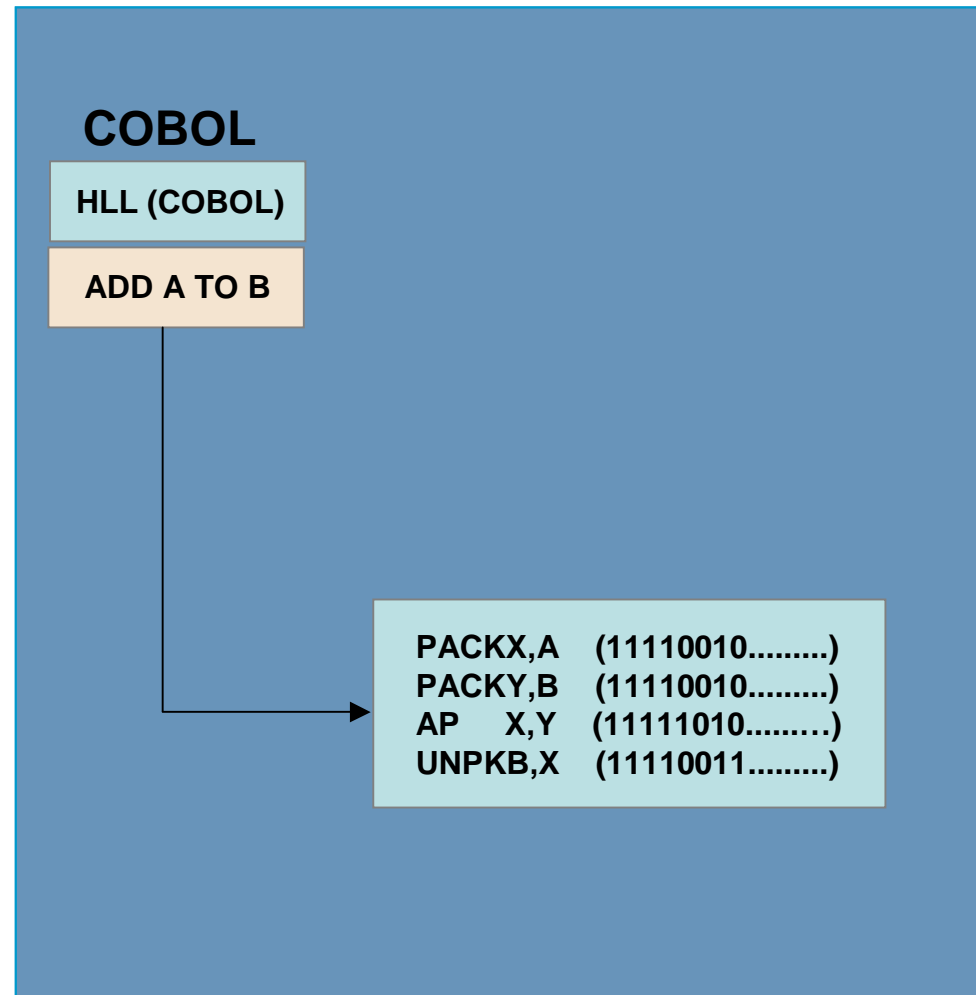 COBOL
HLL (COBOL)
ADD A TO B
PACKX,A (11110010.........)
PACKY,B (11110010.........)
AP X,Y (11111010.........)
UNPKB,X (11110011.........)